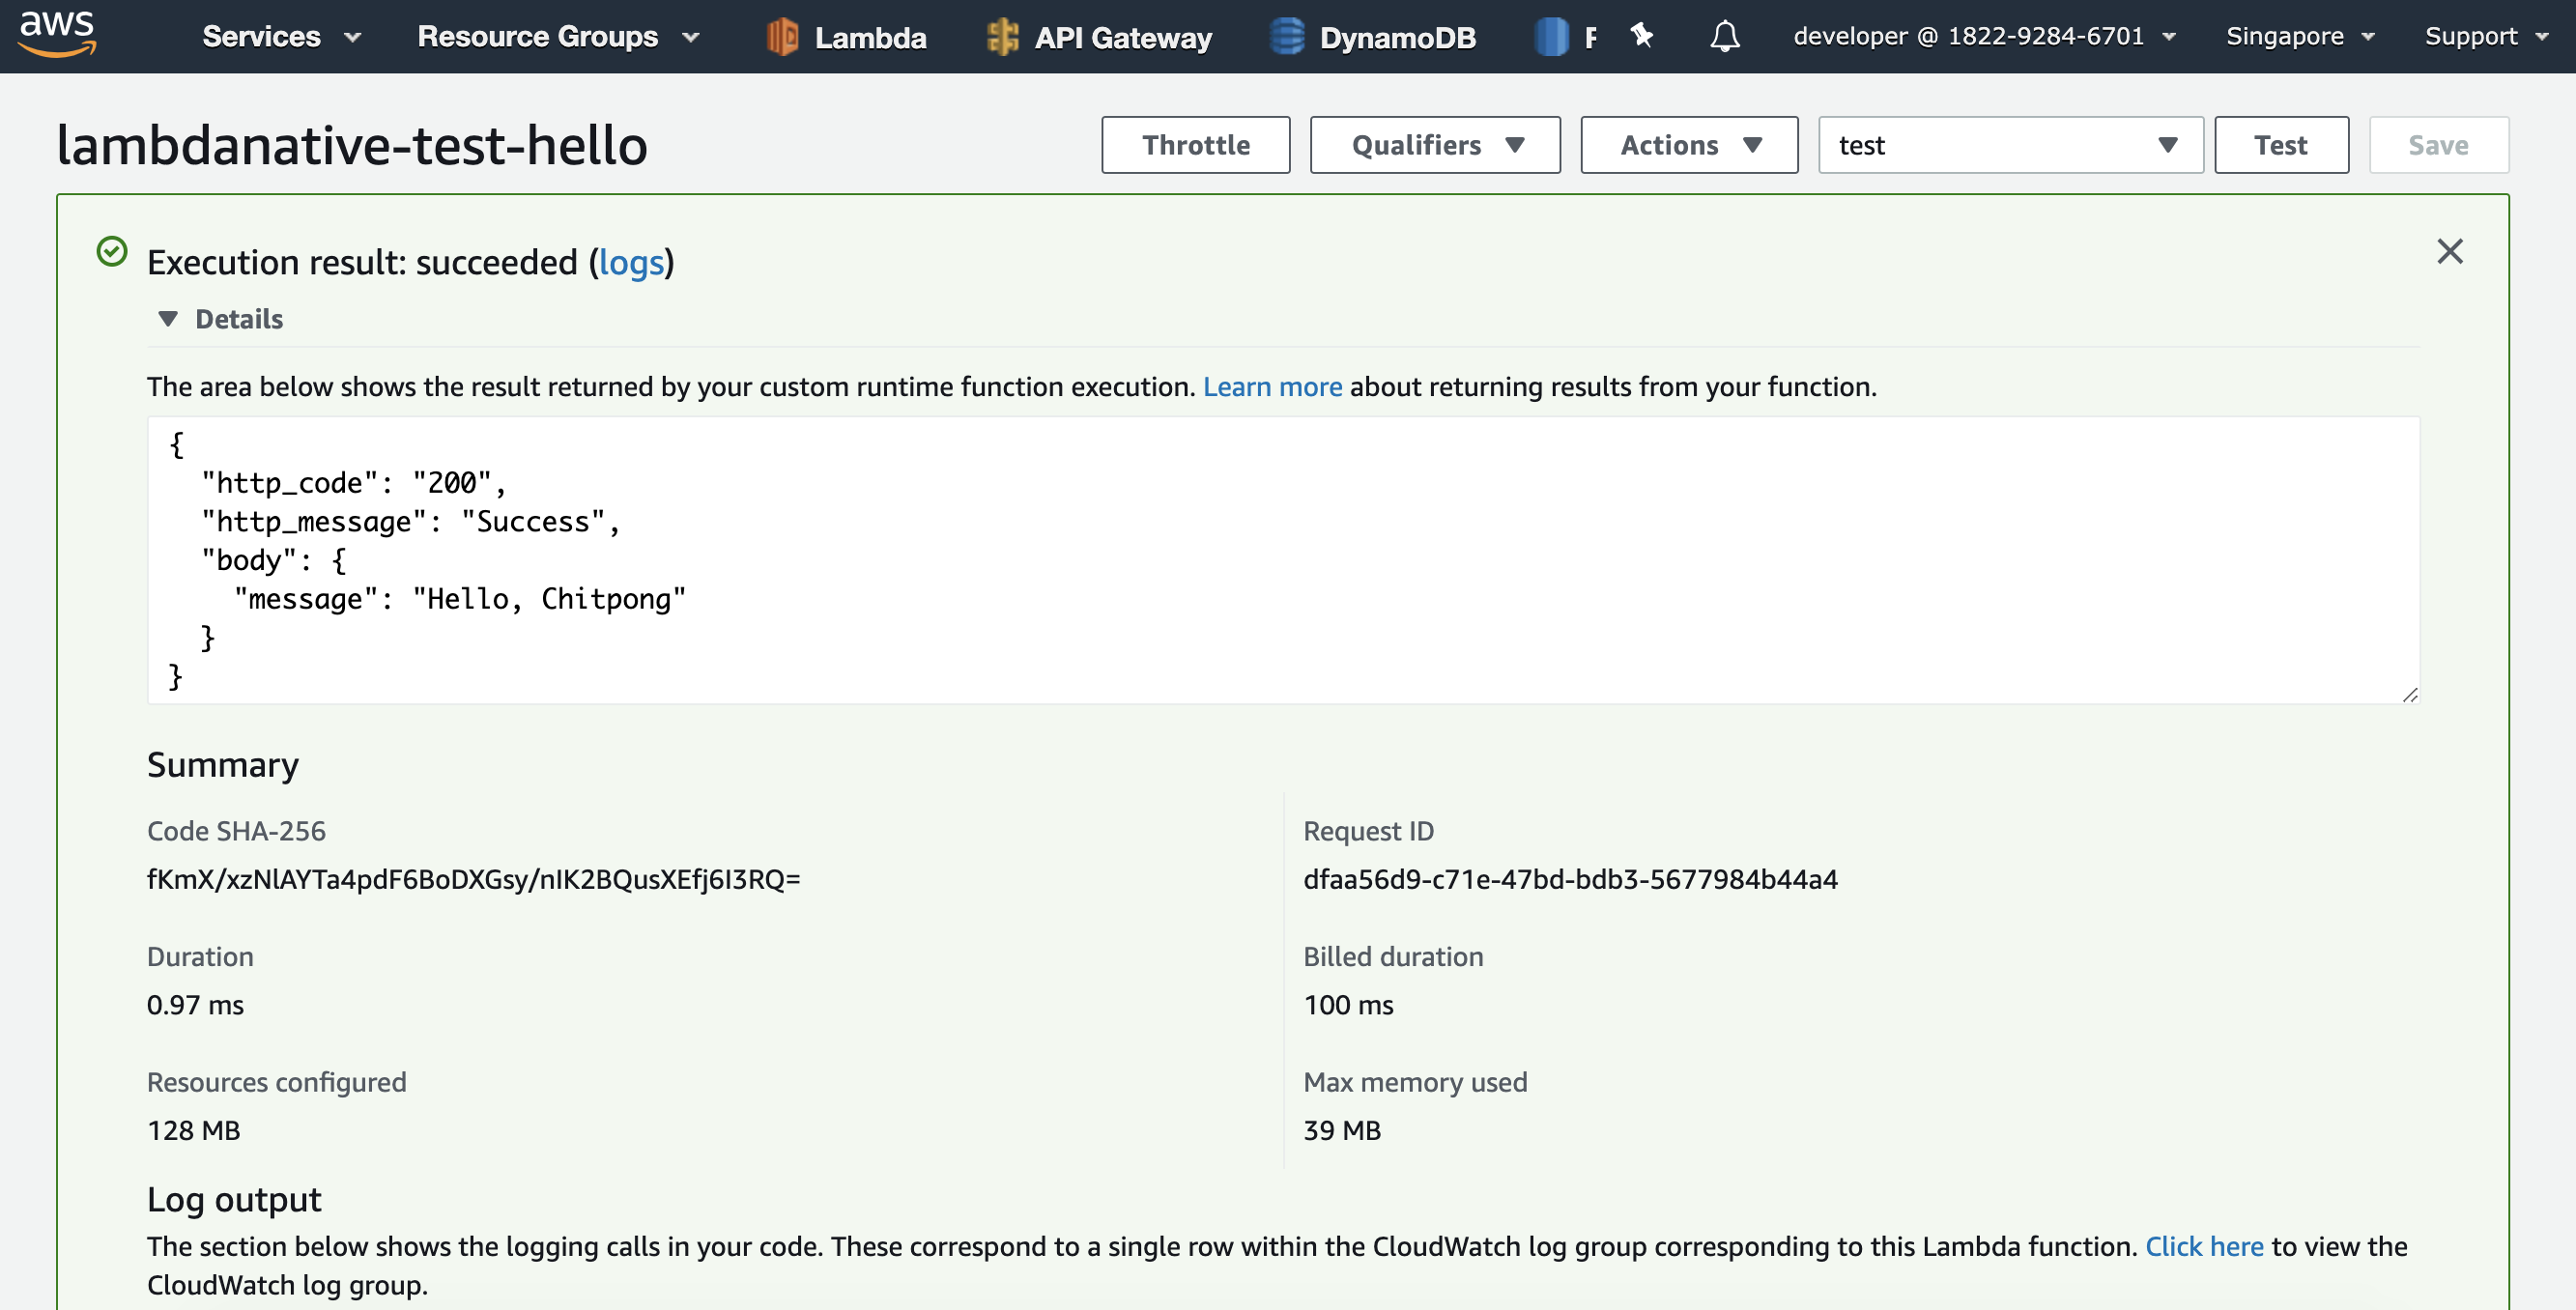 aws Services Resource Groups Lambda API Gateway DynamoDB developer @ 1822-9284-6701 Singapore Support
lambdanative-test-hello Throttle Qualifiers Actions test Test Save
Execution result: succeeded (logs)
Details
The area below shows the result returned by your custom runtime function execution. Learn more about returning results from your function.
{
"http_code": "200",
"http_message": "Success",
"body": {
"message": "Hello, Chitpong"
}
}
Summary
Code SHA-256
fKmX/xzNlAYTa4pdF6BoDXGsy/nIK2BQusXEfj6I3RQ=
Request ID
dfaa56d9-c71e-47bd-bdb3-5677984b44a4
Duration
0.97 ms
Billed duration
100 ms
Resources configured
128 MB
Max memory used
39 MB
Log output
The section below shows the logging calls in your code. These correspond to a single row within the CloudWatch log group corresponding to this Lambda function. Click here to view the
CloudWatch log group.